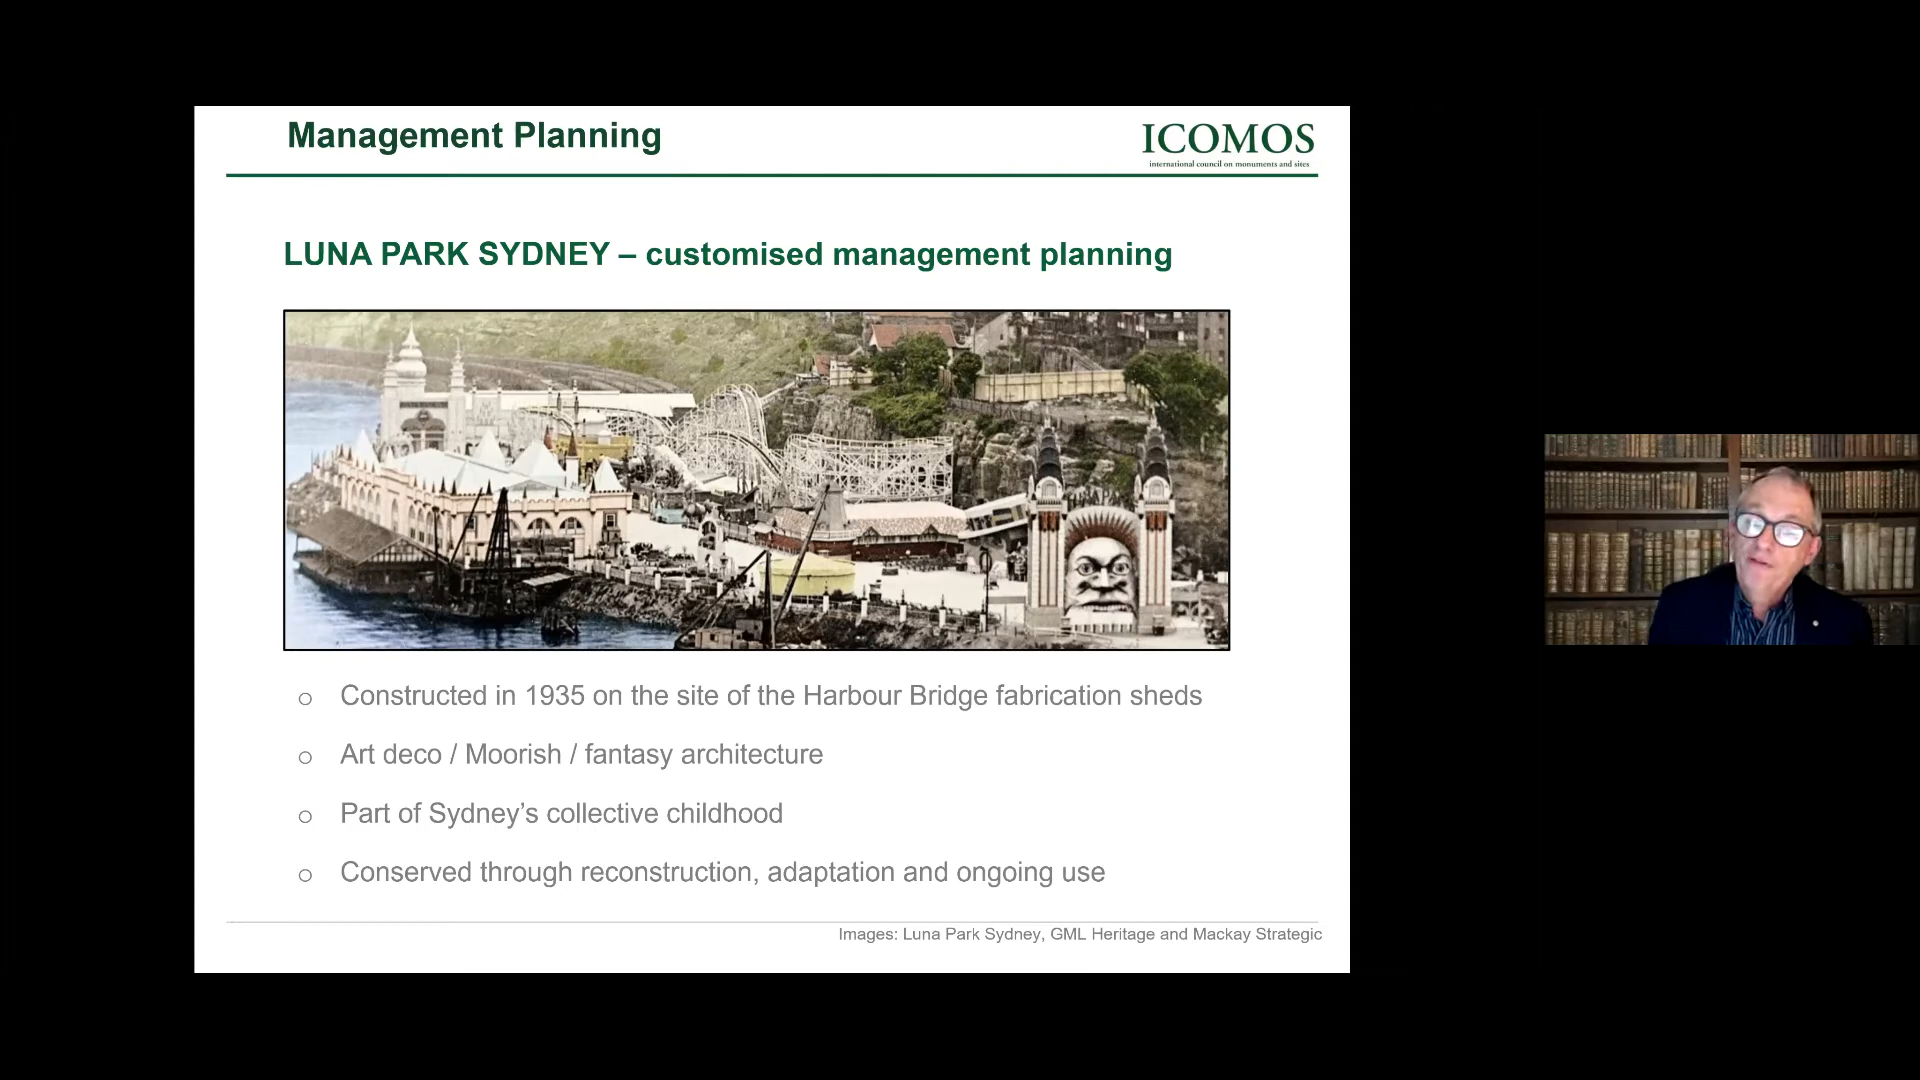 Management Planning
ICOMOS
international council on monuments and sites
LUNA PARK SYDNEY – customised management planning
o Constructed in 1935 on the site of the Harbour Bridge fabrication sheds
o Art deco / Moorish / fantasy architecture
o Part of Sydney’s collective childhood
o Conserved through reconstruction, adaptation and ongoing use
Images: Luna Park Sydney, GML Heritage and Mackay Strategic